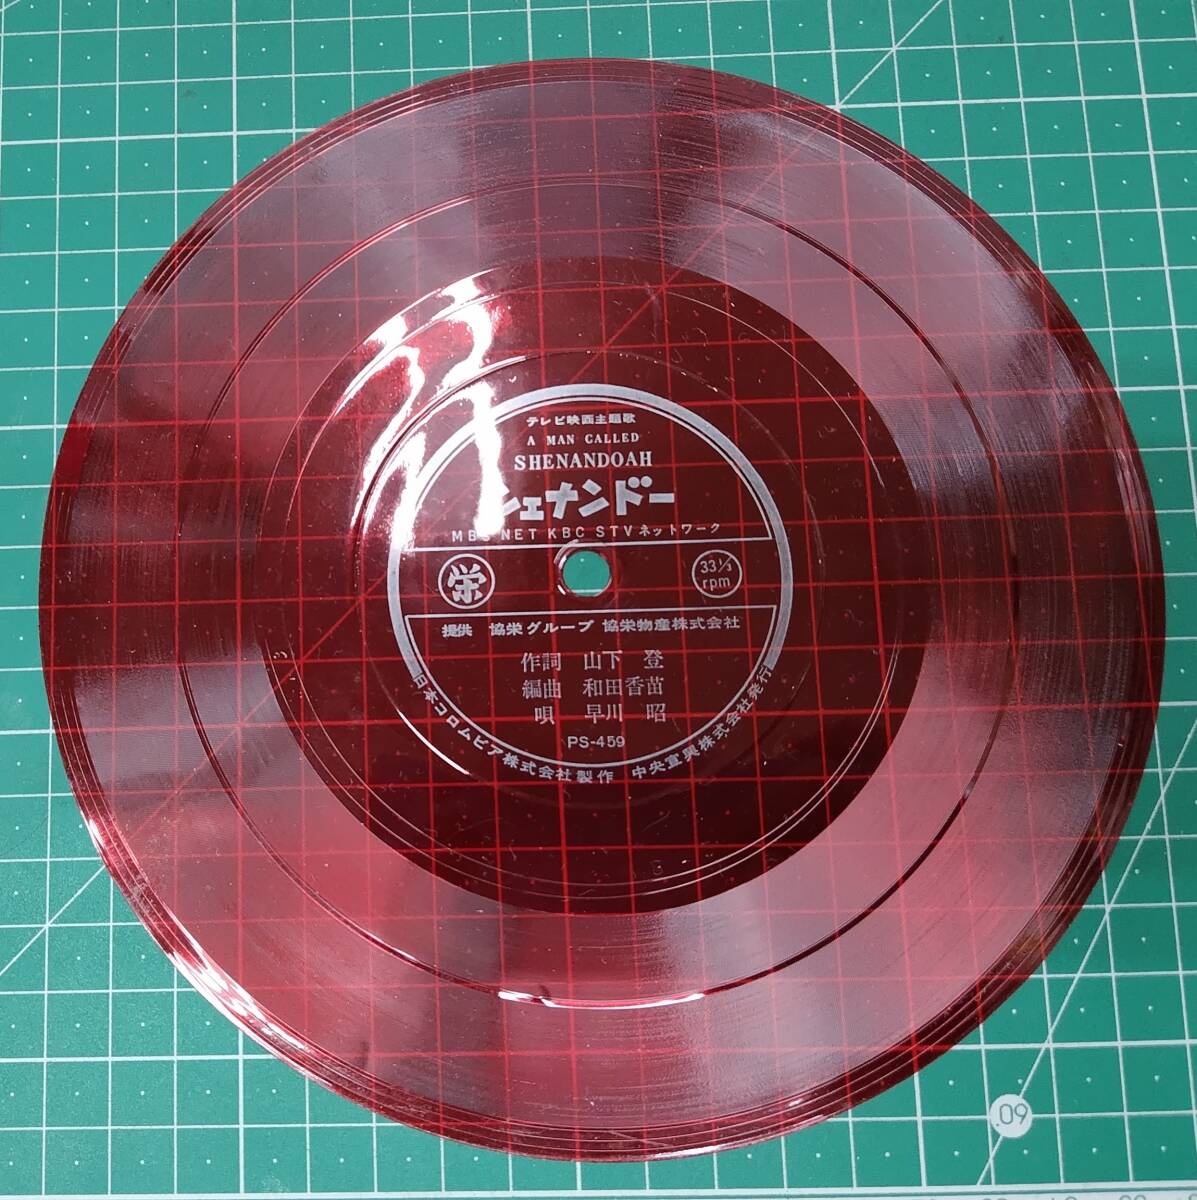 テレビ映画主題歌
A MAN CALLED
SHENANDOAH
シェナンドー
MBS NET KBC STV ネットワーク
栄
33⅓
rpm
提供 協栄グループ 協栄物産株式会社
作詞 山下 登
編曲 和田香苗
唄 早川 昭
PS-459
日本コロムビア株式会社製作 中央宣興株式会社発行
60.